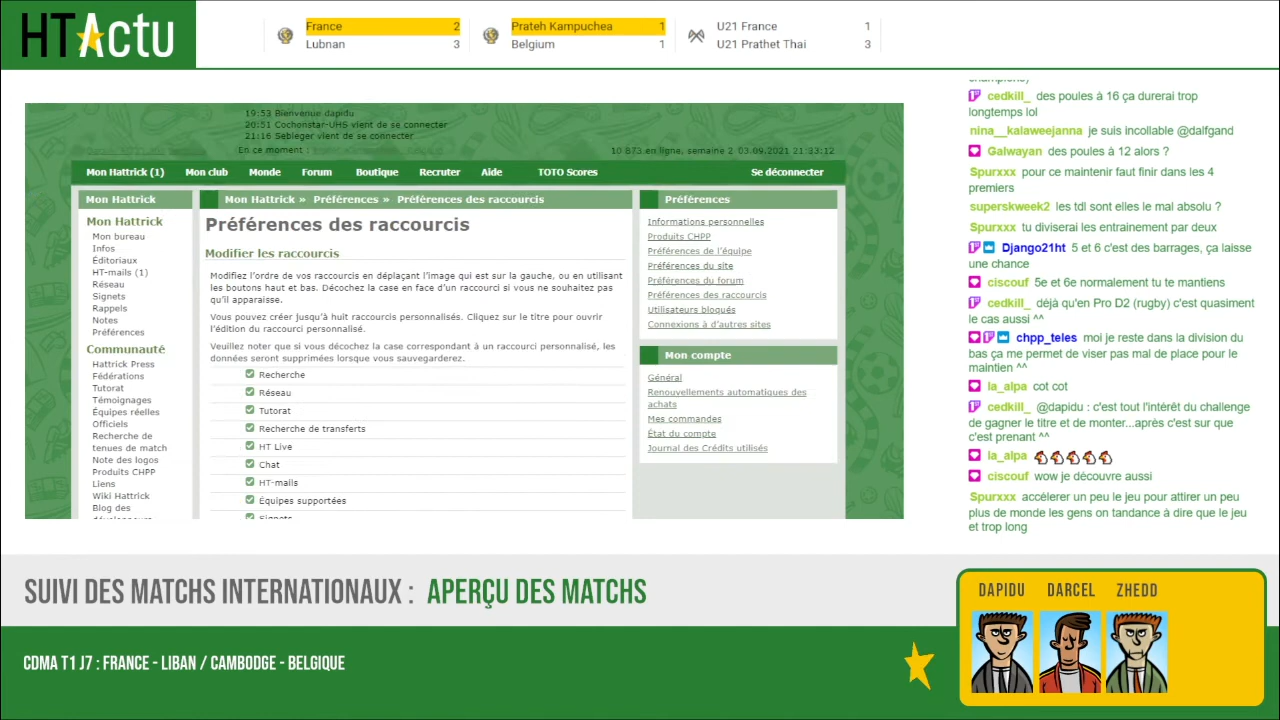 HTActu
France 2
Lubnan 3
Prateh Kampuchea 1
Belgium 1
U21 France 1
U21 Prathet Thai 3
19:53 Bienvenue dapidu
20:51 Cochonstar-UHS vient de se connecter
21:16 Sebleger vient de se connecter
En ce moment :
10 873 en ligne, semaine 2 03.09.2021 21:33:12
Mon Hattrick (1) Mon club Monde Forum Boutique Recruter Aide TOTO Scores Se déconnecter
Mon Hattrick
Mon Hattrick
Mon bureau
Infos
Éditoriaux
HT-mails (1)
Réseau
Signets
Rappels
Notes
Préférences
Communauté
Hattrick Press
Fédérations
Tutorat
Témoignages
Équipes réelles
Officiels
Recherche de
tenues de match
Note des logos
Produits CHPP
Liens
Wiki Hattrick
Blog des
Mon Hattrick » Préférences » Préférences des raccourcis
Préférences des raccourcis
Modifier les raccourcis
Modifiez l'ordre des raccourcis en déplaçant l'image qui est sur la gauche, ou en utilisant
les boutons haut et bas. Décochez la case en face d'un raccourci si vous ne souhaitez pas
qu'il apparaisse.
Vous pouvez créer jusqu'à huit raccourcis personnalisés. Cliquez sur le titre pour ouvrir
l'édition du raccourci personnalisé.
Veuillez noter que si vous décochez la case correspondant à un raccourci personnalisé, les
données seront supprimées lorsque vous sauvegarderez.
Recherche
Réseau
Tutorat
Recherche de transferts
HT Live
Chat
HT-mails
Équipes supportées
Signets
Préférences
Informations personnelles
Produits CHPP
Préférences de l'équipe
Préférences du site
Préférences du forum
Préférences des raccourcis
Utilisateurs bloqués
Connexions à d'autres sites
Mon compte
Général
Renouvellements automatiques des
achats
Mes commandes
État du compte
Journal des Crédits utilisés
champions)
cedkill_ des poules à 16 ça durerai trop
longtemps lol
nina__kalaweejanna je suis incollable @dalfgand
Galwayan des poules à 12 alors ?
Spurxxx pour ce maintenir faut finir dans les 4
premiers
superskweek2 les tdl sont elles le mal absolu ?
Spurxxx tu diviserai les entrainement par deux
Django21ht 5 et 6 c'est des barrages, ça laisse
une chance
ciscouf 5e et 6e normalement tu te mantiens
cedkill_ déjà qu'en Pro D2 (rugby) c'est quasiment
le cas aussi ^^
chpp_teles moi je reste dans la division du
bas ça me permet de viser pas mal de place pour le
maintien ^^
la_alpa cot cot
cedkill_ @dapidu : c'est tout l'intérêt du challenge
de gagner le titre et de monter...après c'est sur que
c'est prenant ^^
la_alpa
ciscouf wow je découvre aussi
Spurxxx accélerer un peu le jeu pour attirer un peu
plus de monde les gens on tandance à dire que le jeu
et trop long
SUIVI DES MATCHS INTERNATIONAUX : APERÇU DES MATCHS
CDMA T1 J7 : FRANCE - LIBAN / CAMBODGE - BELGIQUE
DAPIDU DARCEL ZHEDD